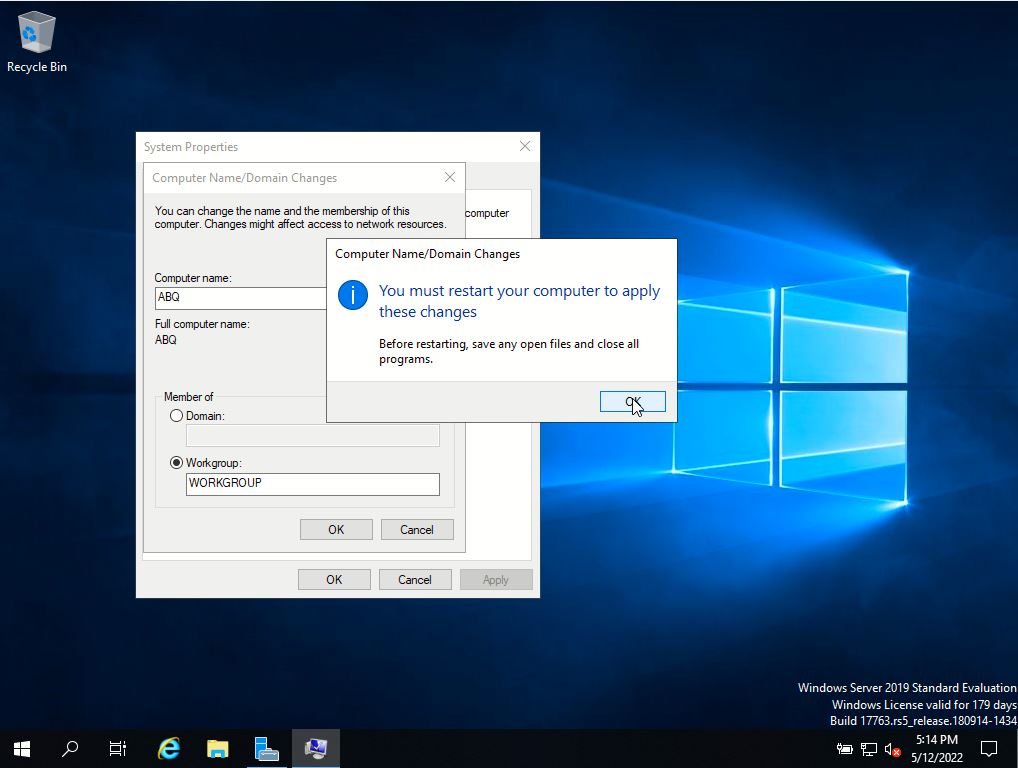 Recycle Bin
System Properties
Computer Name/Domain Changes
You can change the name and the membership of this
computer. Changes might affect access to network resources.
computer
Computer Name/Domain Changes
You must restart your computer to apply
these changes
Before restarting, save any open files and close all
programs.
OK
Computer name:
ABQ
Full computer name:
ABQ
Member of
Domain:
Workgroup:
WORKGROUP
OK
Cancel
OK
Cancel
Apply
Windows Server 2019 Standard Evaluation
Windows License valid for 179 days
Build 17763.rs5_release.180914-1434
5:14 PM
5/12/2022